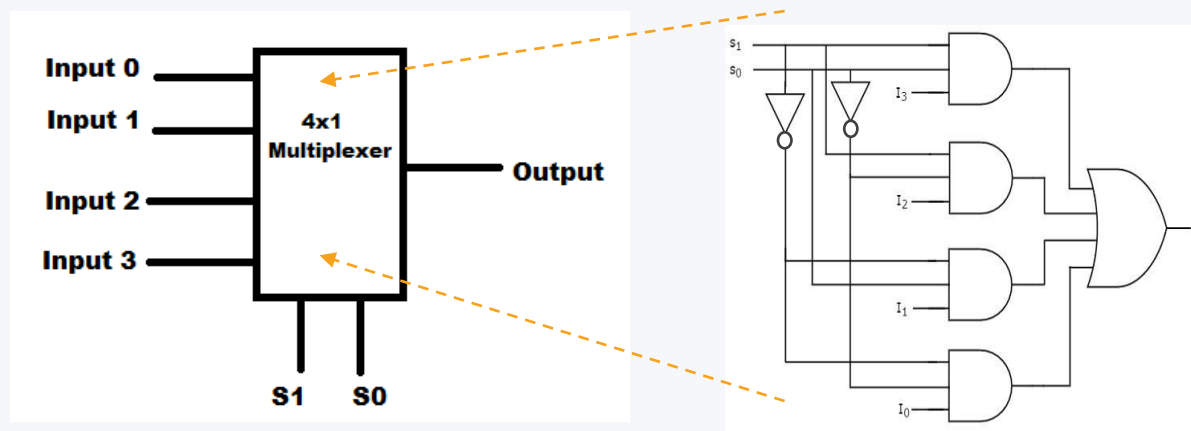 Input 0
Input 1
Input 2
Input 3
4x1
Multiplexer
Output
S1 S0
s1
s0
I3
I2
I1
I0